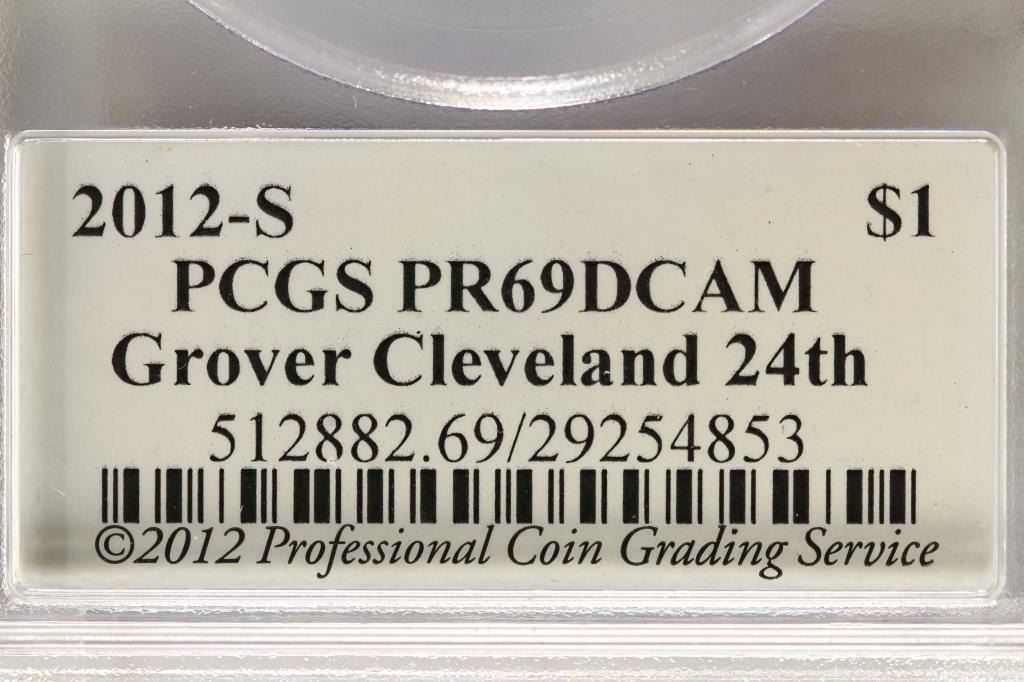 2012-S $1
PCGS PR69DCAM
Grover Cleveland 24th
512882.69/29254853
©2012 Professional Coin Grading Service